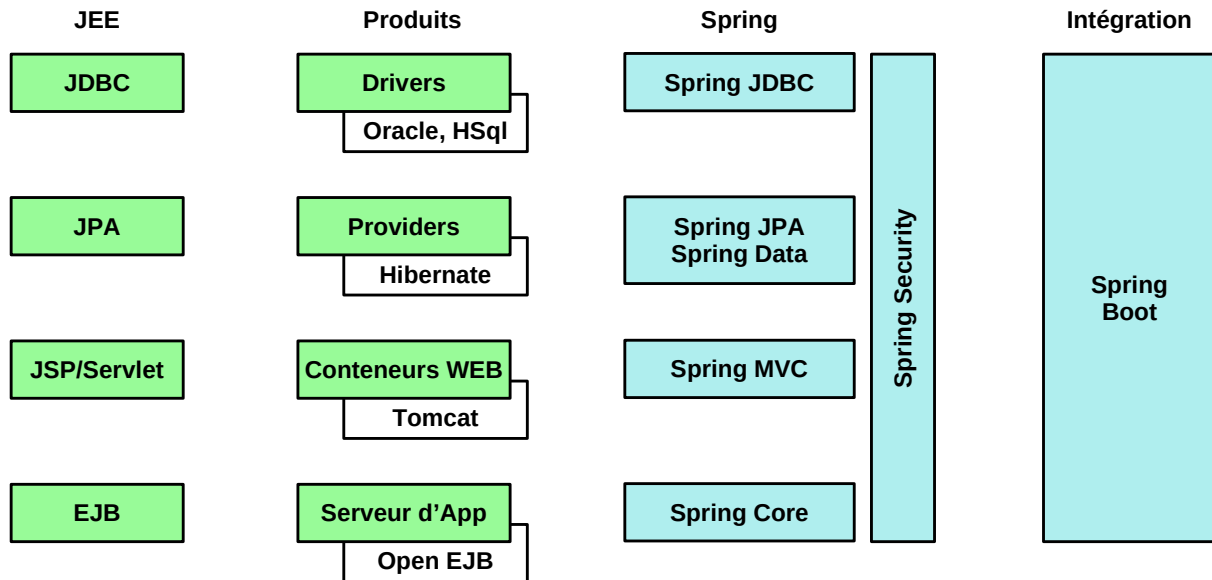 JEE
Produits
Spring
Intégration
JDBC
Drivers
Oracle, HSql
Spring JDBC
JPA
Providers
Hibernate
Spring JPA
Spring Data
JSP/Servlet
Conteneurs WEB
Tomcat
Spring MVC
EJB
Serveur d’App
Open EJB
Spring Core
Spring Security
Spring
Boot